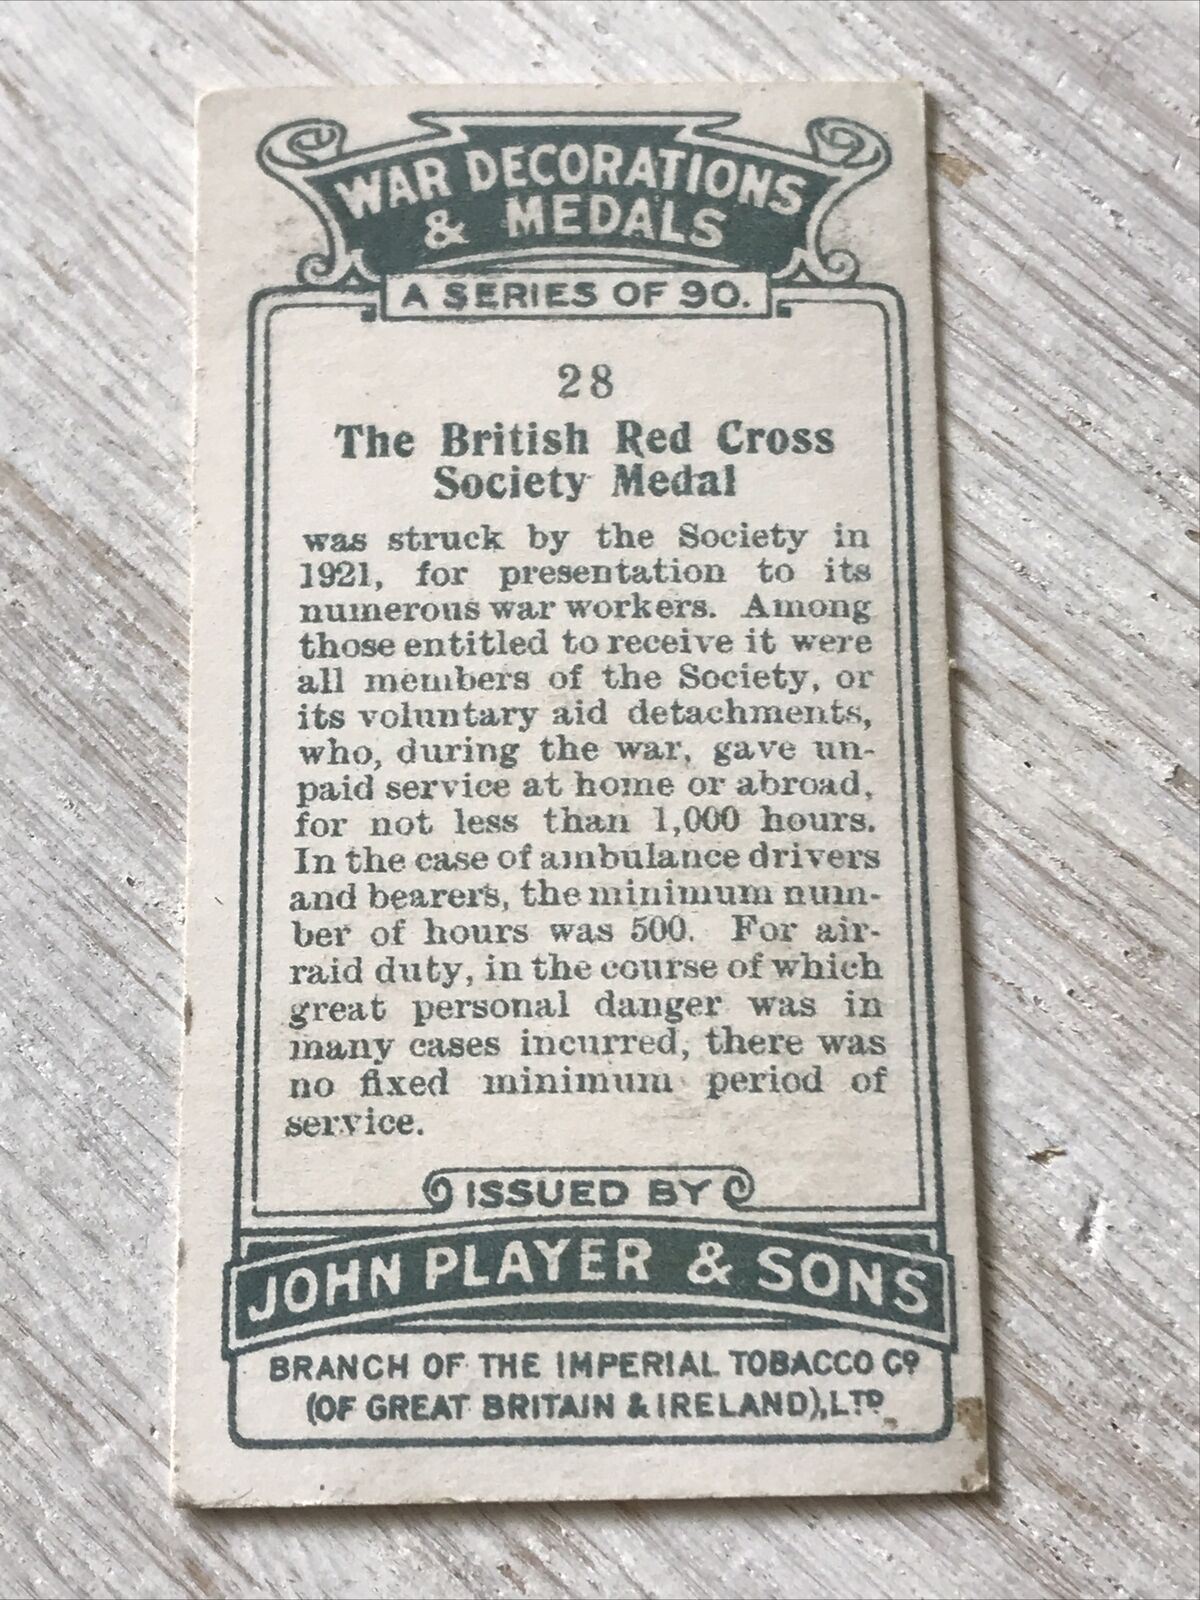 WAR DECORATIONS
& MEDALS
A SERIES OF 90.
28
The British Red Cross
Society Medal
was struck by the Society in
1921, for presentation to its
numerous war workers. Among
those entitled to receive it were
all members of the Society, or
its voluntary aid detachments,
who, during the war, gave un-
paid service at home or abroad,
for not less than 1,000 hours.
In the case of ambulance drivers
and bearers, the minimum num-
ber of hours was 500. For air-
raid duty, in the course of which
great personal danger was in
many cases incurred, there was
no fixed minimum period of
service.
ISSUED BY
JOHN PLAYER & SONS
BRANCH OF THE IMPERIAL TOBACCO Co
(OF GREAT BRITAIN & IRELAND), LTD.